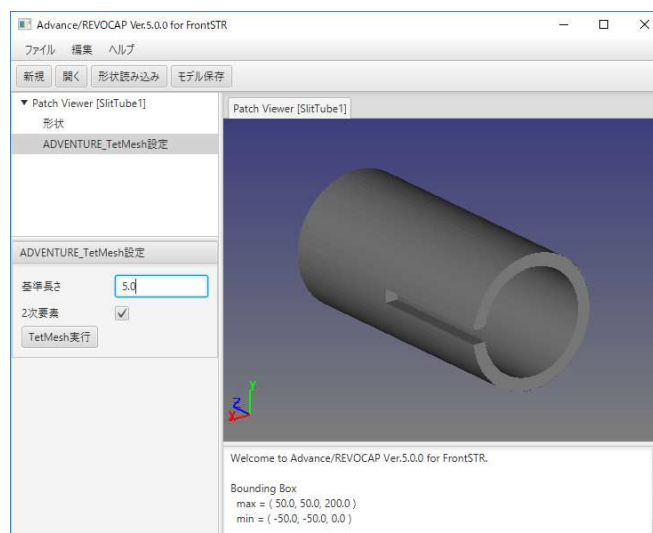 Advance/REVOCAP Ver.5.0.0 for FrontSTR
ファイル 編集 ヘルプ
新規 開く 形状読み込み モデル保存
▼ Patch Viewer [SlitTube1]
形状
ADVENTURE_TetMesh設定
ADVENTURE_TetMesh設定
基準長さ 5.0
2次要素
TetMesh実行
Patch Viewer [SlitTube1]
Y
Z
X
Welcome to Advance/REVOCAP Ver.5.0.0 for FrontSTR.
Bounding Box
max = ( 50.0, 50.0, 200.0 )
min = ( -50.0, -50.0, 0.0 )